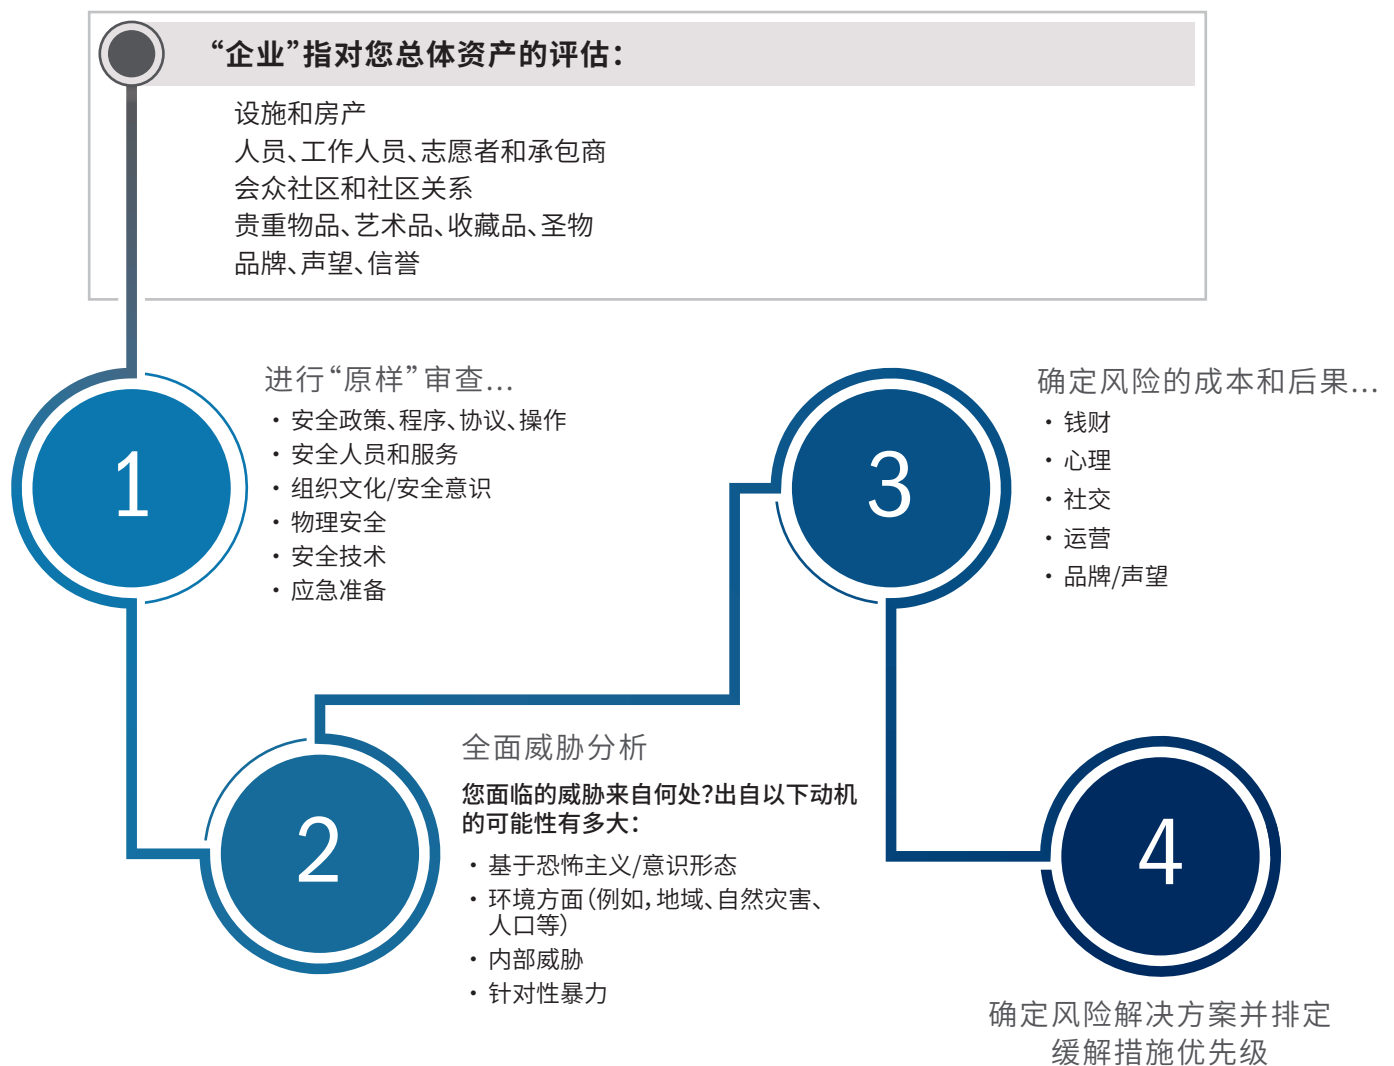 “企业”指对您总体资产的评估：
设施和房产
人员、工作人员、志愿者和承包商
会众社区和社区关系
贵重物品、艺术品、收藏品、圣物
品牌、声望、信誉
1
进行“原样”审查...
• 安全政策、程序、协议、操作
• 安全人员和服务
• 组织文化/安全意识
• 物理安全
• 安全技术
• 应急准备
2
全面威胁分析
您面临的威胁来自何处?出自以下动机
的可能性有多大：
• 基于恐怖主义/意识形态
• 环境方面（例如，地域、自然灾害、
人口等）
• 内部威胁
• 针对性暴力
3
确定风险的成本和后果...
• 钱财
• 心理
• 社交
• 运营
• 品牌/声望
4
确定风险解决方案并排定
缓解措施优先级